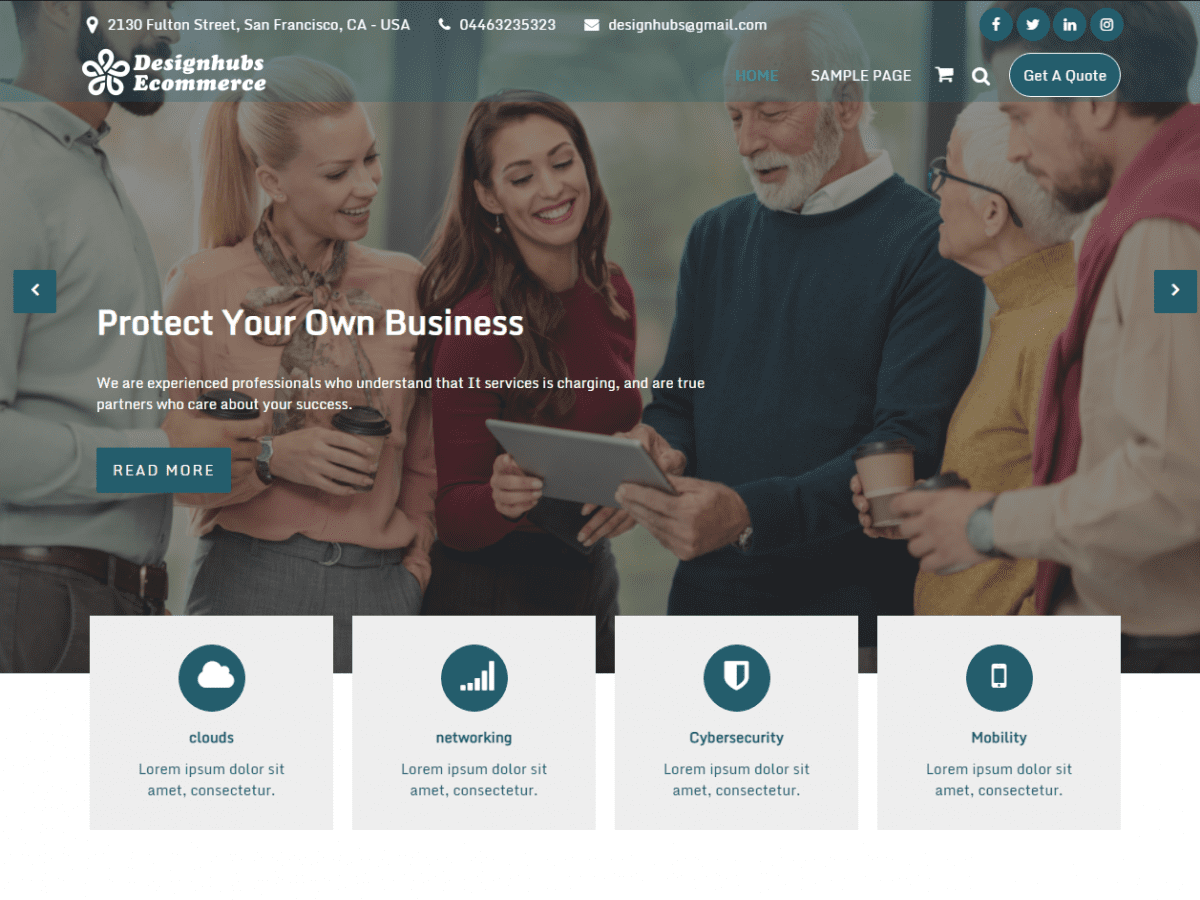 2130 Fulton Street, San Francisco, CA - USA 04463235323 designhubs@gmail.com
Designhubs
Ecommerce
HOME SAMPLE PAGE Get A Quote
Protect Your Own Business
We are experienced professionals who understand that It services is charging, and are true
partners who care about your success.
READ MORE
clouds
Lorem ipsum dolor sit
amet, consectetur.
networking
Lorem ipsum dolor sit
amet, consectetur.
Cybersecurity
Lorem ipsum dolor sit
amet, consectetur.
Mobility
Lorem ipsum dolor sit
amet, consectetur.